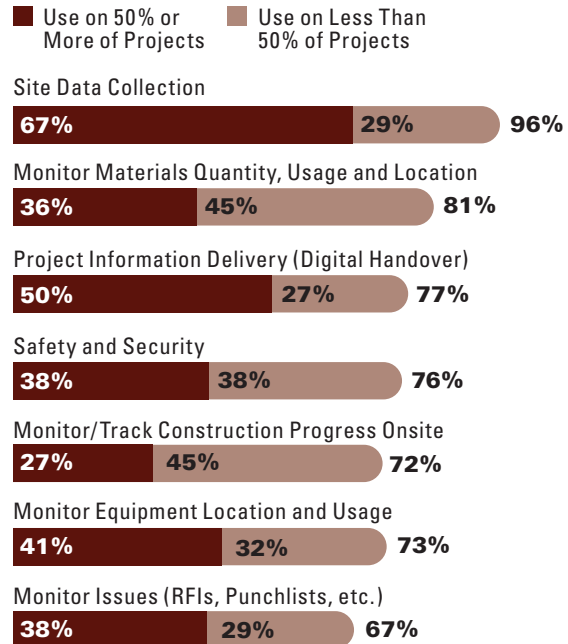 Use on 50% or
More of Projects
Use on Less Than
50% of Projects
Site Data Collection
67% 29% 96%
Monitor Materials Quantity, Usage and Location
36% 45% 81%
Project Information Delivery (Digital Handover)
50% 27% 77%
Safety and Security
38% 38% 76%
Monitor/Track Construction Progress Onsite
27% 45% 72%
Monitor Equipment Location and Usage
41% 32% 73%
Monitor Issues (RFIs, Punchlists, etc.)
38% 29% 67%